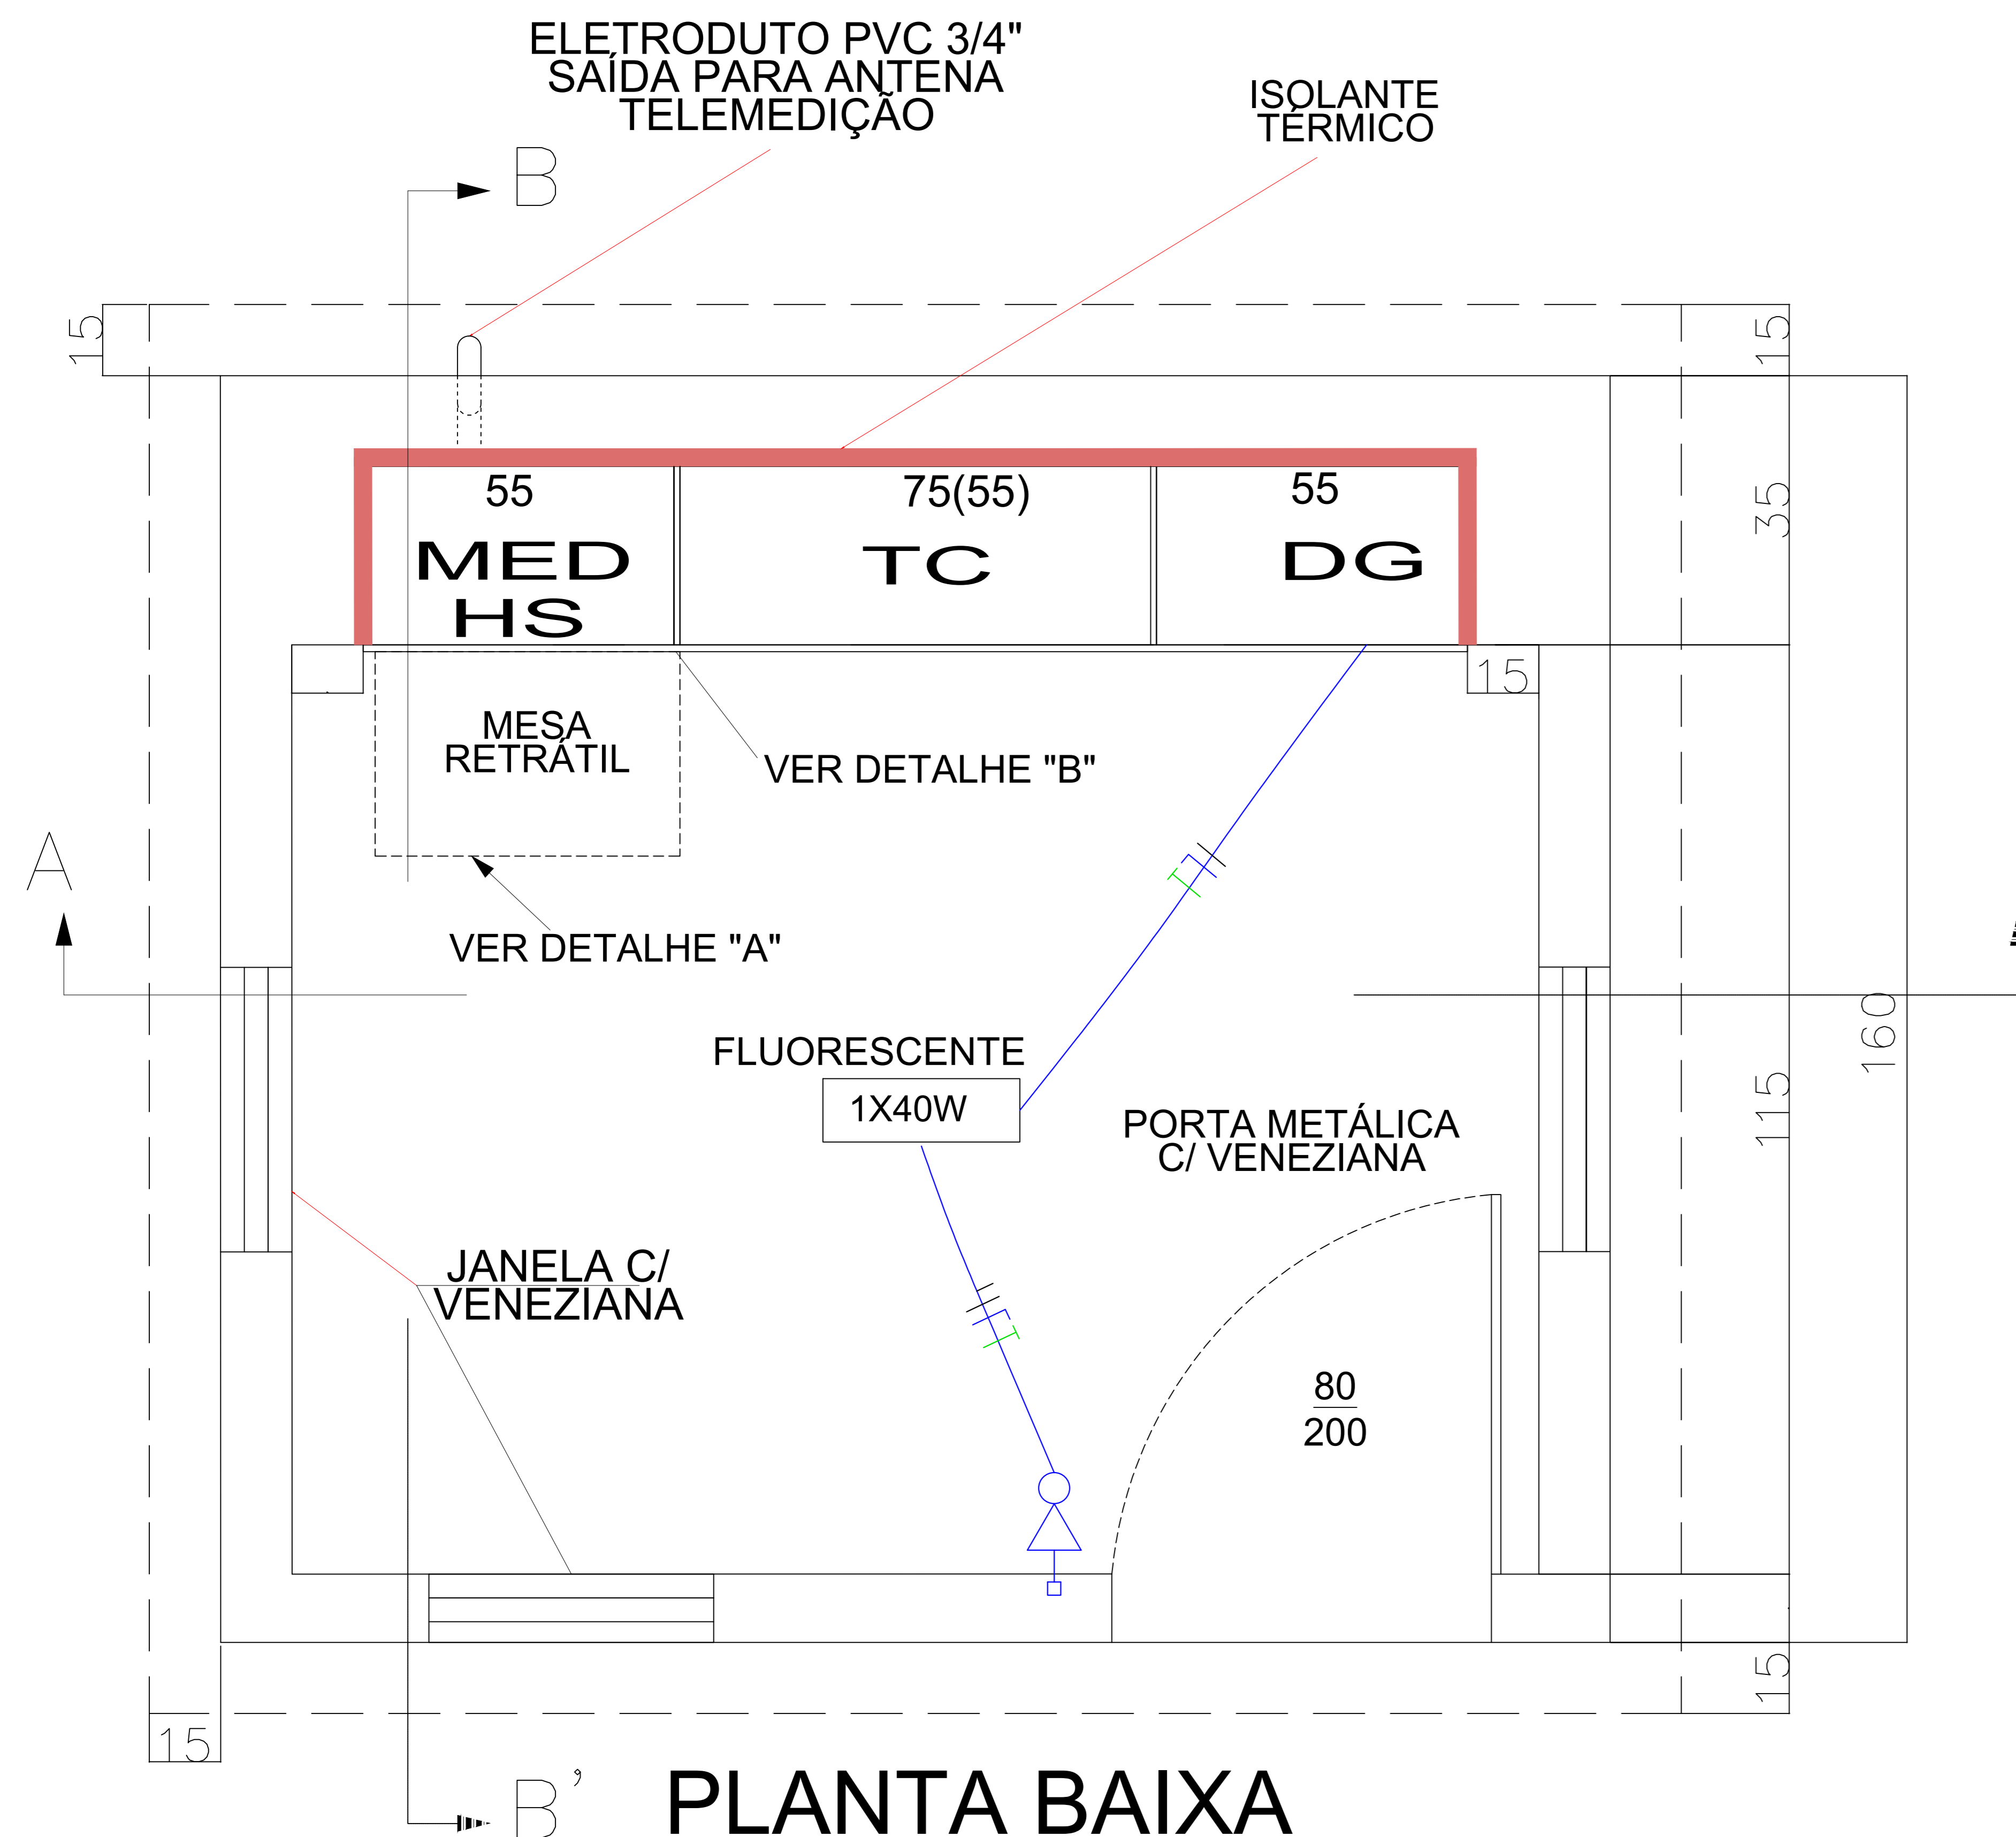 ELETRODUTO PVC 3/4"
SAÍDA PARA ANTENA
TELEMEDIÇÃO
ISOLANTE
TÉRMICO
B
15
15
55
75(55)
55
35
MED
HS
TC
DG
15
MESA
RETRÁTIL
VER DETALHE "B"
A
VER DETALHE "A"
160
FLUORESCENTE
1X40W
115
PORTA METÁLICA
C/ VENEZIANA
JANELA C/
VENEZIANA
80
200
15
15
B'
PLANTA BAIXA